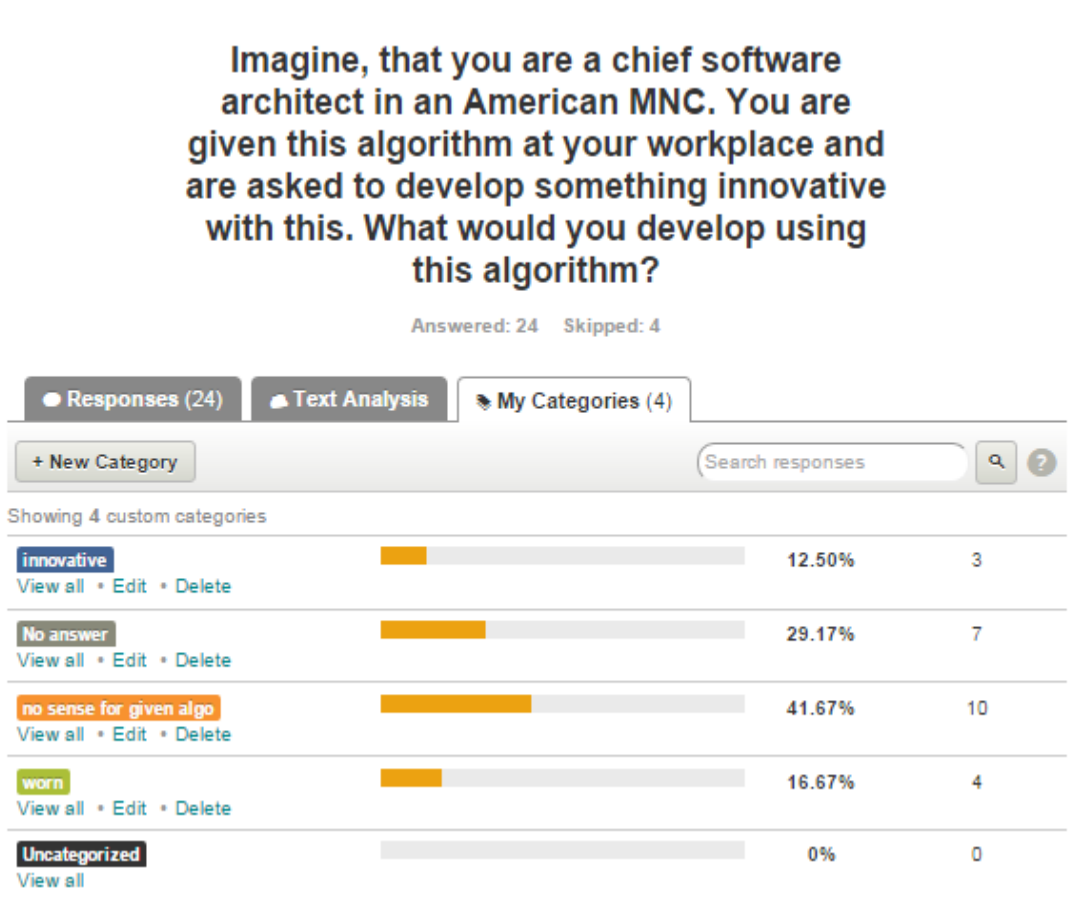 Imagine, that you are a chief software
architect in an American MNC. You are
given this algorithm at your workplace and
are asked to develop something innovative
with this. What would you develop using
this algorithm?
Answered: 24 Skipped: 4
Responses (24) Text Analysis My Categories (4)
+ New Category Search responses ?
Showing 4 custom categories
innovative 12.50% 3
View all • Edit • Delete
No answer 29.17% 7
View all • Edit • Delete
no sense for given algo 41.67% 10
View all • Edit • Delete
worn 16.67% 4
View all • Edit • Delete
Uncategorized 0% 0
View all